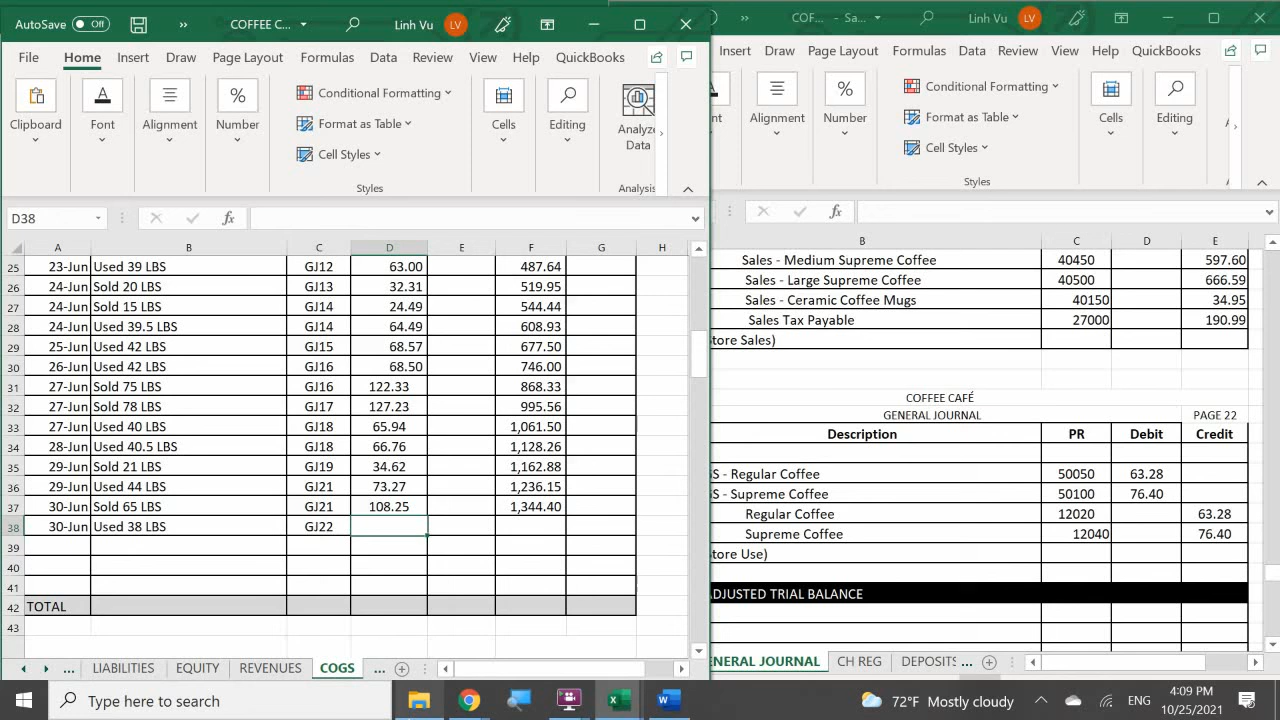 AutoSave Off » COFFEE C... Linh Vu LV
File Home Insert Draw Page Layout Formulas Data Review View Help QuickBooks
Clipboard Font Alignment Number
Conditional Formatting
Format as Table
Cell Styles
Styles
Cells Editing Analyze Data
Analysis
D38 fx
A B C D E F G H
25 23-Jun Used 39 LBS GJ12 63.00 487.64
26 24-Jun Sold 20 LBS GJ13 32.31 519.95
27 24-Jun Sold 15 LBS GJ14 24.49 544.44
28 24-Jun Used 39.5 LBS GJ14 64.49 608.93
29 25-Jun Used 42 LBS GJ15 68.57 677.50
30 26-Jun Used 42 LBS GJ16 68.50 746.00
31 27-Jun Sold 75 LBS GJ16 122.33 868.33
32 27-Jun Sold 78 LBS GJ17 127.23 995.56
33 27-Jun Used 40 LBS GJ18 65.94 1,061.50
34 28-Jun Used 40.5 LBS GJ18 66.76 1,128.26
35 29-Jun Sold 21 LBS GJ19 34.62 1,162.88
36 29-Jun Used 44 LBS GJ21 73.27 1,236.15
37 30-Jun Sold 65 LBS GJ21 108.25 1,344.40
38 30-Jun Used 38 LBS GJ22
39
40
41
42 TOTAL
43
... LIABILITIES EQUITY REVENUES COGS ...
» COF... - Sa... Linh Vu LV
Insert Draw Page Layout Formulas Data Review View Help QuickBooks
nt Alignment Number
Conditional Formatting
Format as Table
Cell Styles
Styles
Cells Editing
fx
B C D E
Sales - Medium Supreme Coffee 40450 597.60
Sales - Large Supreme Coffee 40500 666.59
Sales - Ceramic Coffee Mugs 40150 34.95
Sales Tax Payable 27000 190.99
tore Sales)
COFFEE CAFÉ
GENERAL JOURNAL PAGE 22
Description PR Debit Credit
GS - Regular Coffee 50050 63.28
GS - Supreme Coffee 50100 76.40
Regular Coffee 12020 63.28
Supreme Coffee 12040 76.40
tore Use)
ADJUSTED TRIAL BALANCE
ENERAL JOURNAL CH REG DEPOSITS ...
Type here to search 72°F Mostly cloudy ENG 4:09 PM
10/25/2021